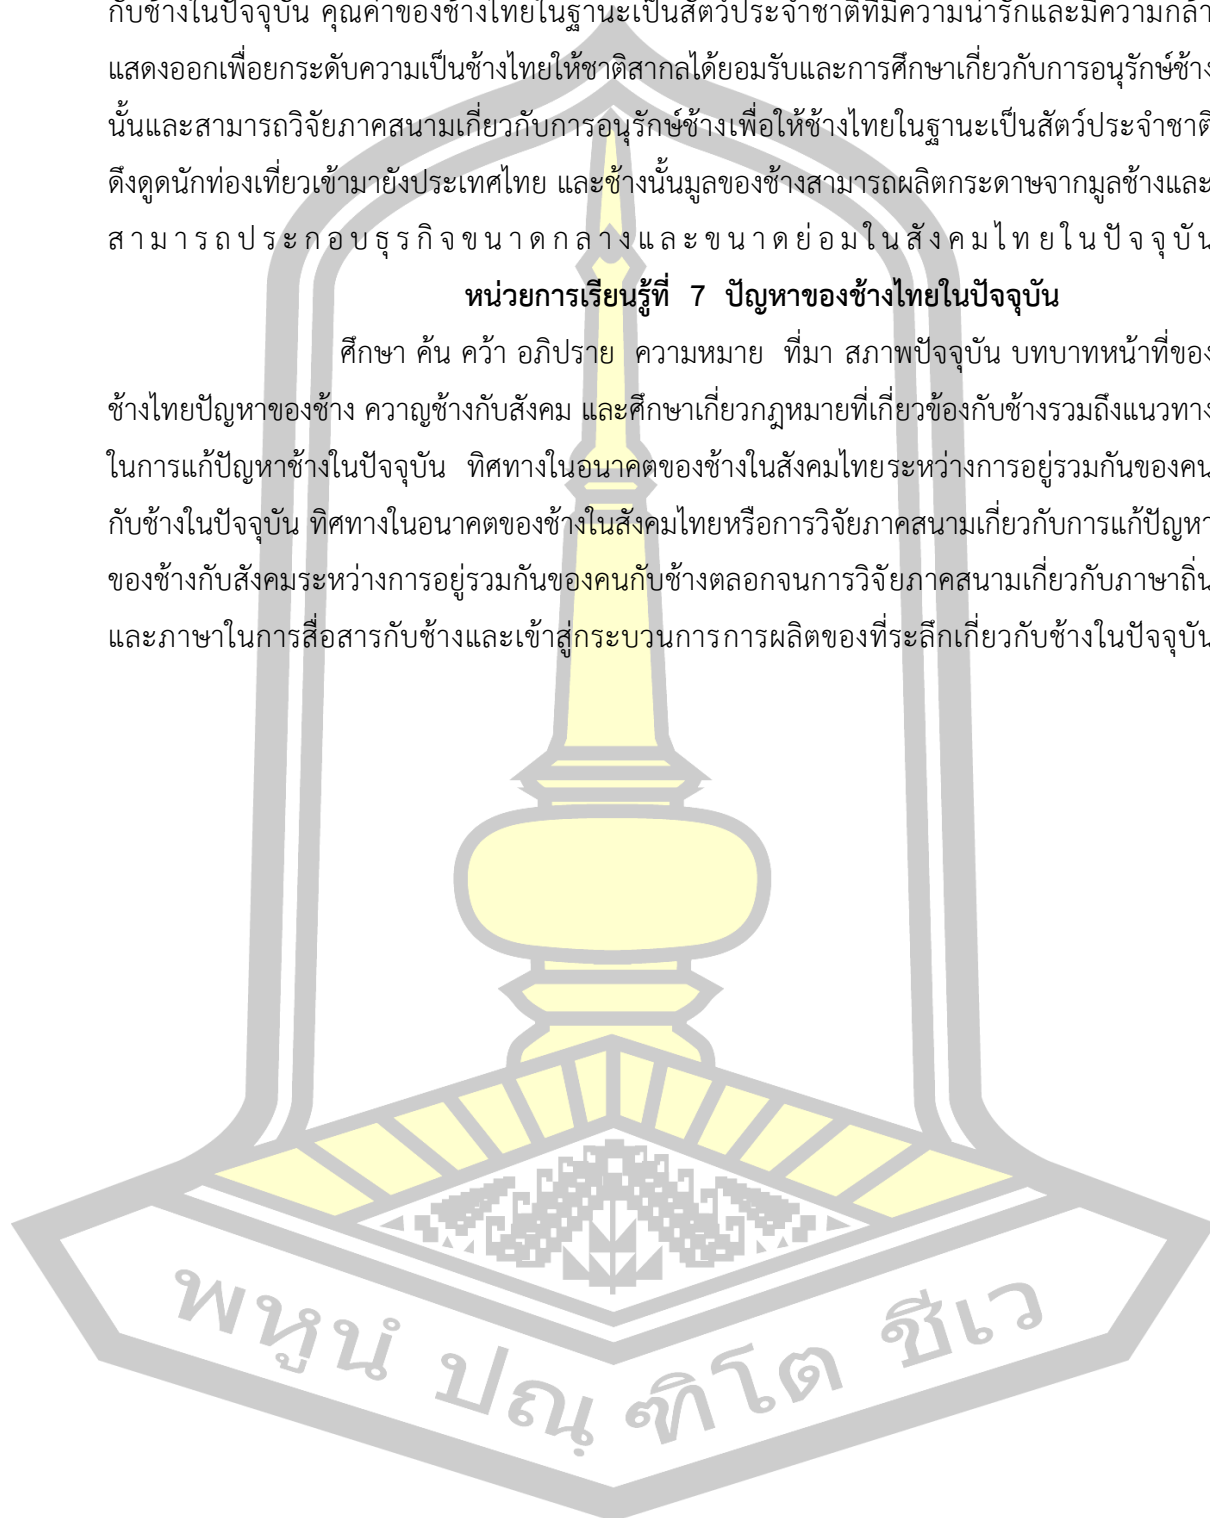 กับช้างในปัจจุบัน คุณค่าของช้างไทยในฐานะเป็นสัตว์ประจำชาติที่มีความน่ารักและมีความกล้า
แสดงออกเพื่อยกระดับความเป็นช้างไทยให้ชาติสากลได้ยอมรับและการศึกษาเกี่ยวกับการอนุรักษ์ช้าง
นั้นและสามารถวิจัยภาคสนามเกี่ยวกับการอนุรักษ์ช้างเพื่อให้ช้างไทยในฐานะเป็นสัตว์ประจำชาติ
ดึงดูดนักท่องเที่ยวเข้ามายังประเทศไทย และช้างนั้นมูลของช้างสามารถผลิตกระดาษจากมูลช้างและ
สามารถประกอบธุรกิจขนาดกลางและขนาดย่อมในสังคมไทยในปัจจุบัน
หน่วยการเรียนรู้ที่ 7 ปัญหาของช้างไทยในปัจจุบัน
ศึกษา ค้น คว้า อภิปราย ความหมาย ที่มา สภาพปัจจุบัน บทบาทหน้าที่ของ
ช้างไทยปัญหาของช้าง ควาญช้างกับสังคม และศึกษาเกี่ยวกฎหมายที่เกี่ยวข้องกับช้างรวมถึงแนวทาง
ในการแก้ปัญหาช้างในปัจจุบัน ทิศทางในอนาคตของช้างในสังคมไทยระหว่างการอยู่รวมกันของคน
กับช้างในปัจจุบัน ทิศทางในอนาคตของช้างในสังคมไทยหรือการวิจัยภาคสนามเกี่ยวกับการแก้ปัญหา
ของช้างกับสังคมระหว่างการอยู่รวมกันของคนกับช้างตลอกจนการวิจัยภาคสนามเกี่ยวกับภาษาถิ่น
และภาษาในการสื่อสารกับช้างและเข้าสู่กระบวนการการผลิตของที่ระลึกเกี่ยวกับช้างในปัจจุบัน
พหูนํ ปณฺฑิโต ชีเว